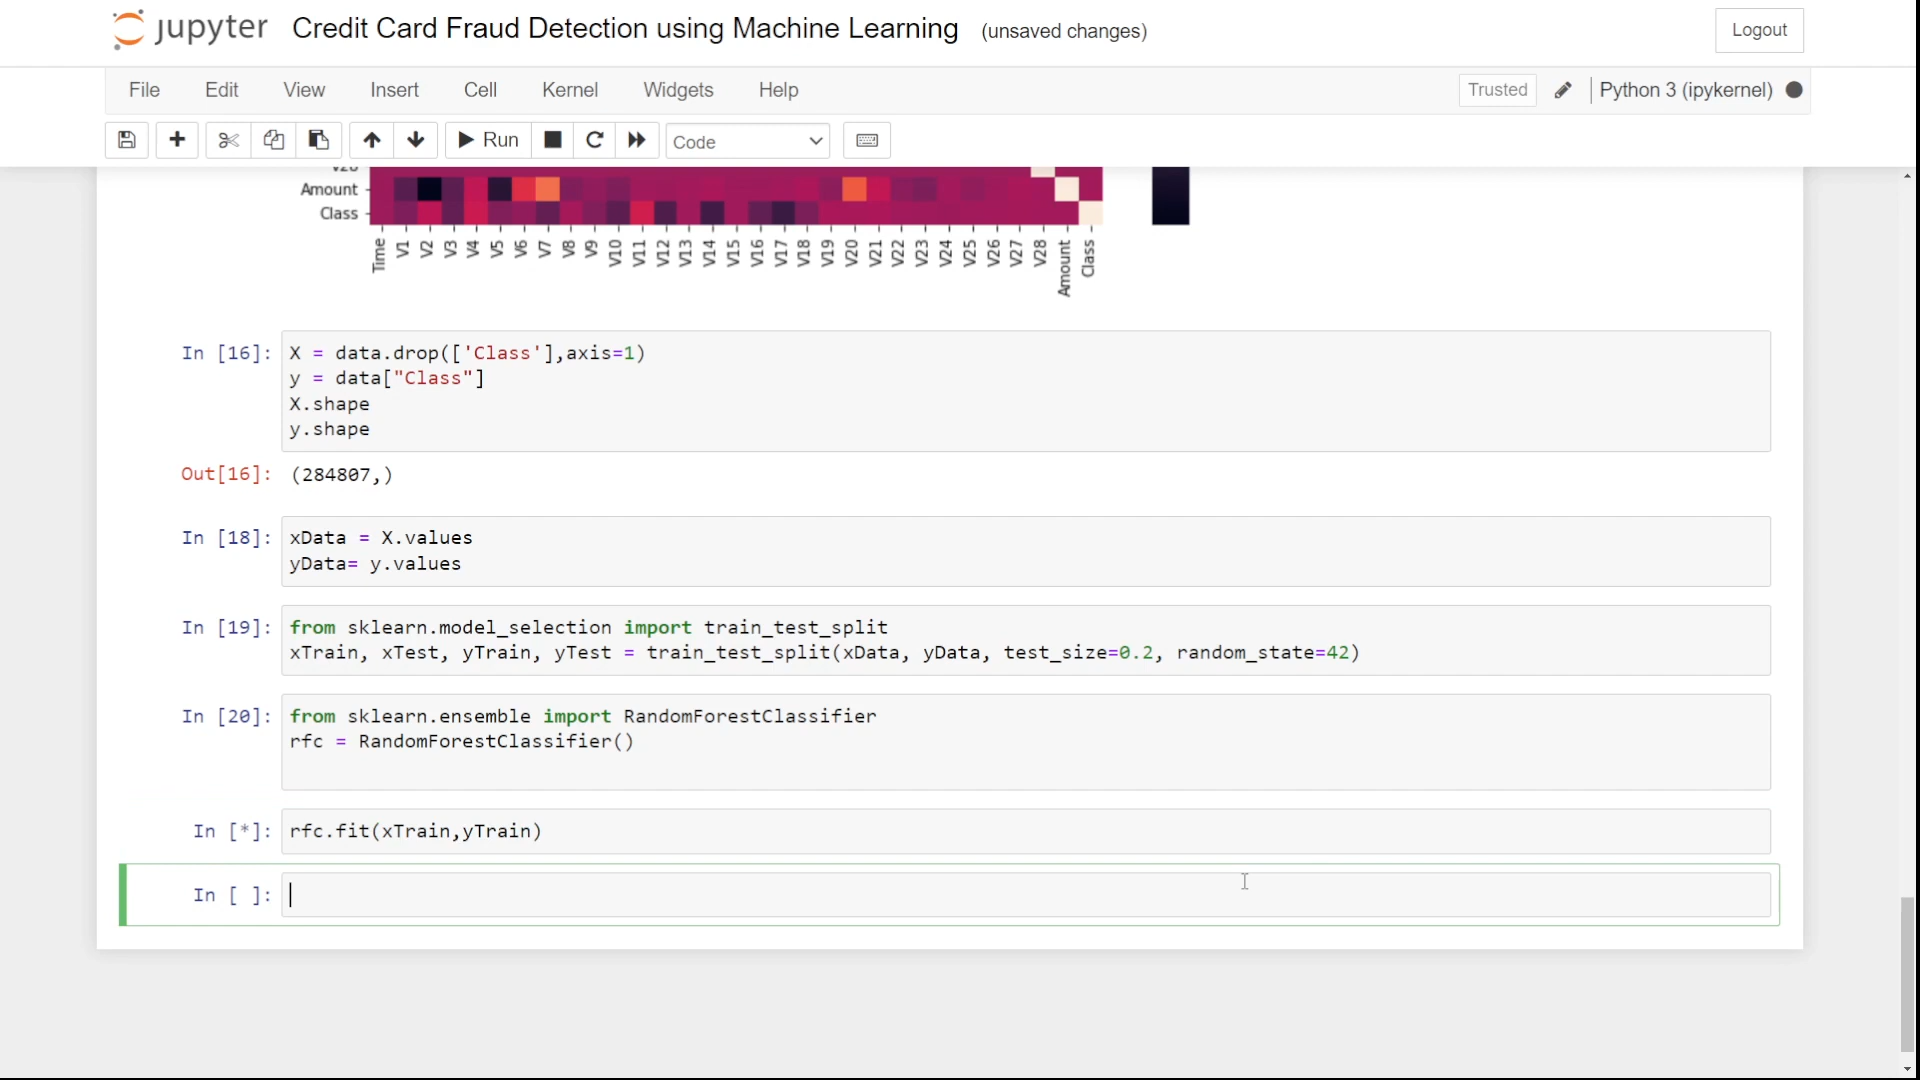 jupyter Credit Card Fraud Detection using Machine Learning (unsaved changes) Logout
File Edit View Insert Cell Kernel Widgets Help Trusted Python 3 (ipykernel)
Run Code
V28
Amount
Class
Time V1 V2 V3 V4 V5 V6 V7 V8 V9 V10 V11 V12 V13 V14 V15 V16 V17 V18 V19 V20 V21 V22 V23 V24 V25 V26 V27 V28 Amount Class
In [16]: X = data.drop(['Class'],axis=1)
y = data["Class"]
X.shape
y.shape
Out[16]: (284807,)
In [18]: xData = X.values
yData= y.values
In [19]: from sklearn.model_selection import train_test_split
xTrain, xTest, yTrain, yTest = train_test_split(xData, yData, test_size=0.2, random_state=42)
In [20]: from sklearn.ensemble import RandomForestClassifier
rfc = RandomForestClassifier()
In [*]: rfc.fit(xTrain,yTrain)
In [ ]: